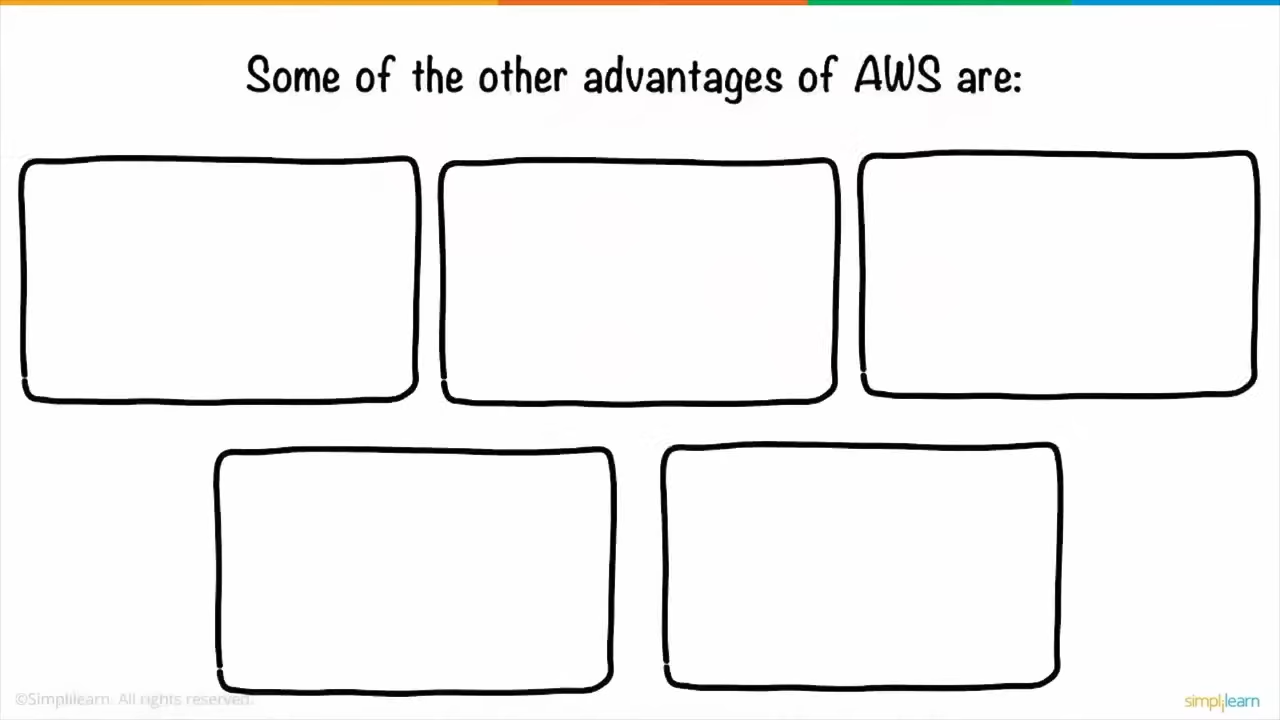 Some of the other advantages of AWS are:
©Simplilearn. All rights reserved.
simplilearn